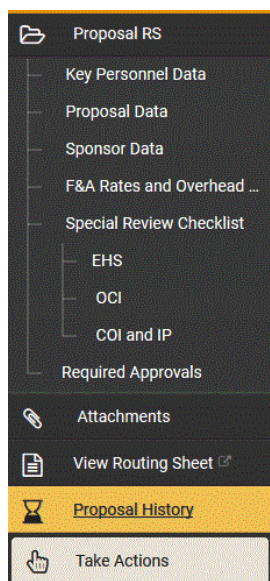 Proposal RS
Key Personnel Data
Proposal Data
Sponsor Data
F&A Rates and Overhead ...
Special Review Checklist
EHS
OCI
COI and IP
Required Approvals
Attachments
View Routing Sheet
Proposal History
Take Actions